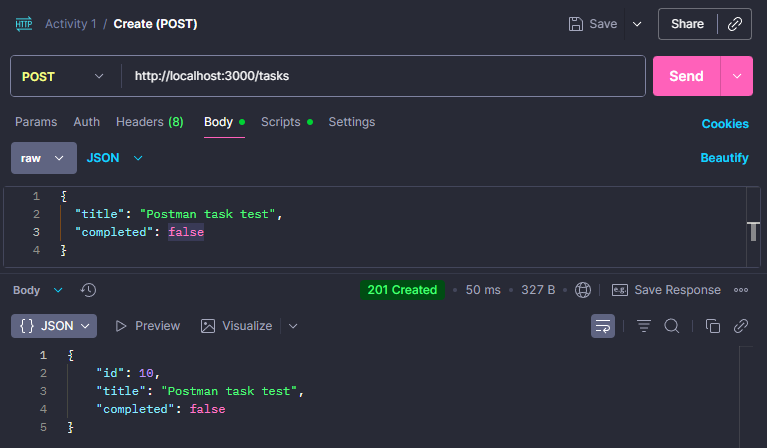 HTTP Activity 1 / Create (POST) Save Share
POST http://localhost:3000/tasks Send
Params Auth Headers (8) Body Scripts Settings Cookies
raw JSON Beautify
1 {
2 "title": "Postman task test",
3 "completed": false
4 }
Body 201 Created • 50 ms • 327 B e.g. Save Response
{} JSON Preview Visualize
1 {
2 "id": 10,
3 "title": "Postman task test",
4 "completed": false
5 }